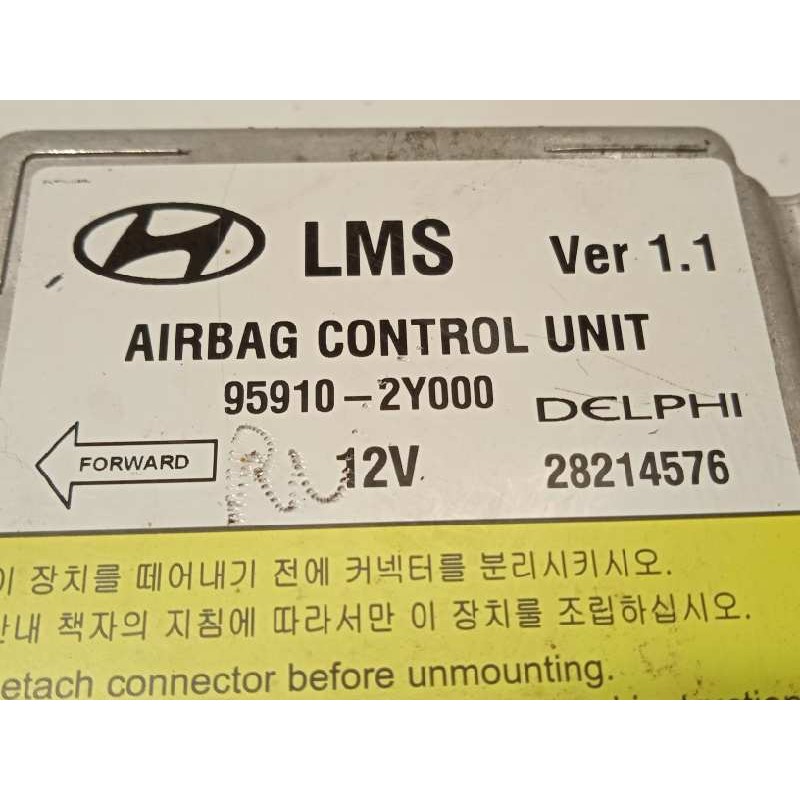 LMS Ver 1.1
AIRBAG CONTROL UNIT
95910-2Y000 DELPHI
FORWARD 12V 28214576
이 장치를 떼어내기 전에 커넥터를 분리시키시오.
안내 책자의 지침에 따라서만 이 장치를 조립하십시오.
etach connector before unmounting.